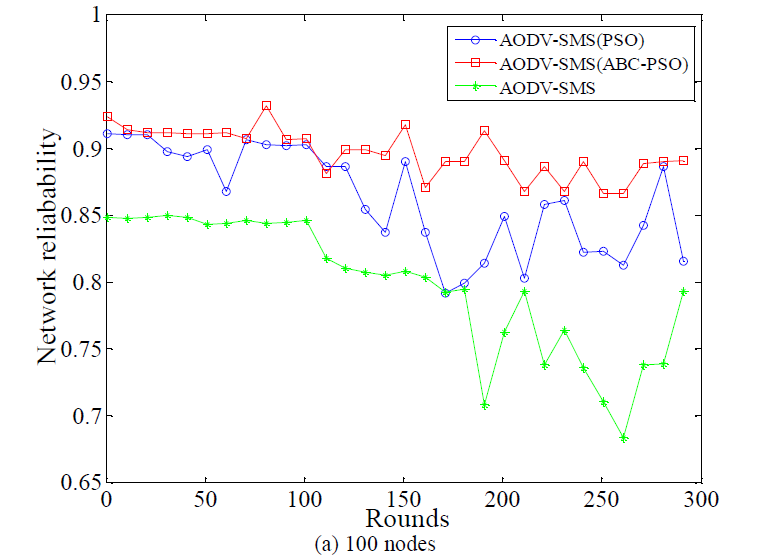 1
0.95
0.9
0.85
0.8
0.75
0.7
0.65
Network reliabability
AODV-SMS(PSO)
AODV-SMS(ABC-PSO)
AODV-SMS
0
50
100
150
200
250
300
Rounds
(a) 100 nodes